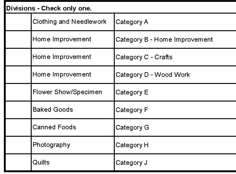 Divisions - Check only one.
Clothing and Needlework Category A
Home Improvement Category B - Home Improvement
Home Improvement Category C - Crafts
Home Improvement Category D - Wood Work
Flower Show/Specimen Category E
Baked Goods Category F
Canned Foods Category G
Photography Category H
Quilts Category J